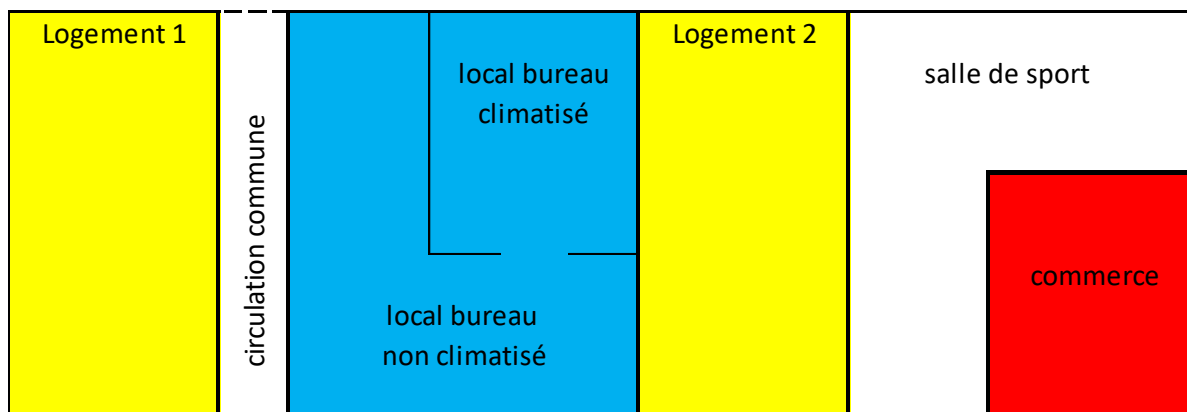 Logement 1
circulation commune
local bureau
climatisé
local bureau
non climatisé
Logement 2
salle de sport
commerce